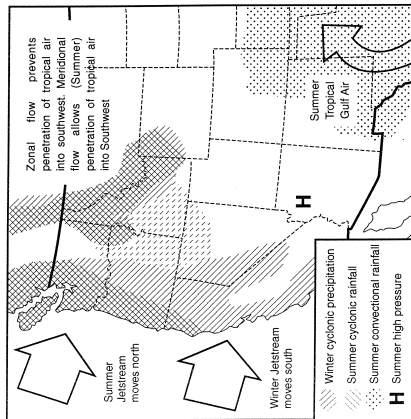 Zonal flow prevents
penetration of tropical air
into southwest. Meridional
flow allows (Summer)
penetration of tropical air
into Southwest
Summer
Jetstream
moves north
Winter Jetstream
moves south
Summer
Tropical
Gulf Air
H
Winter cyclonic precipitation
Summer cyclonic rainfall
Summer convectional rainfall
H Summer high pressure